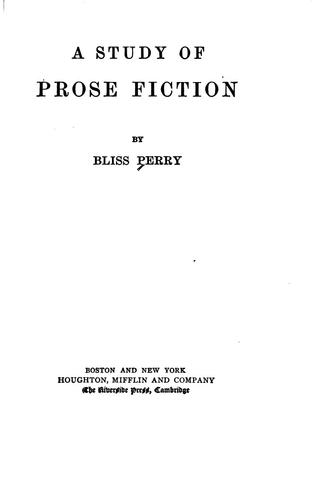 A STUDY OF
PROSE FICTION
BY
BLISS PERRY
BOSTON AND NEW YORK
HOUGHTON, MIFFLIN AND COMPANY
The Riverside Press, Cambridge